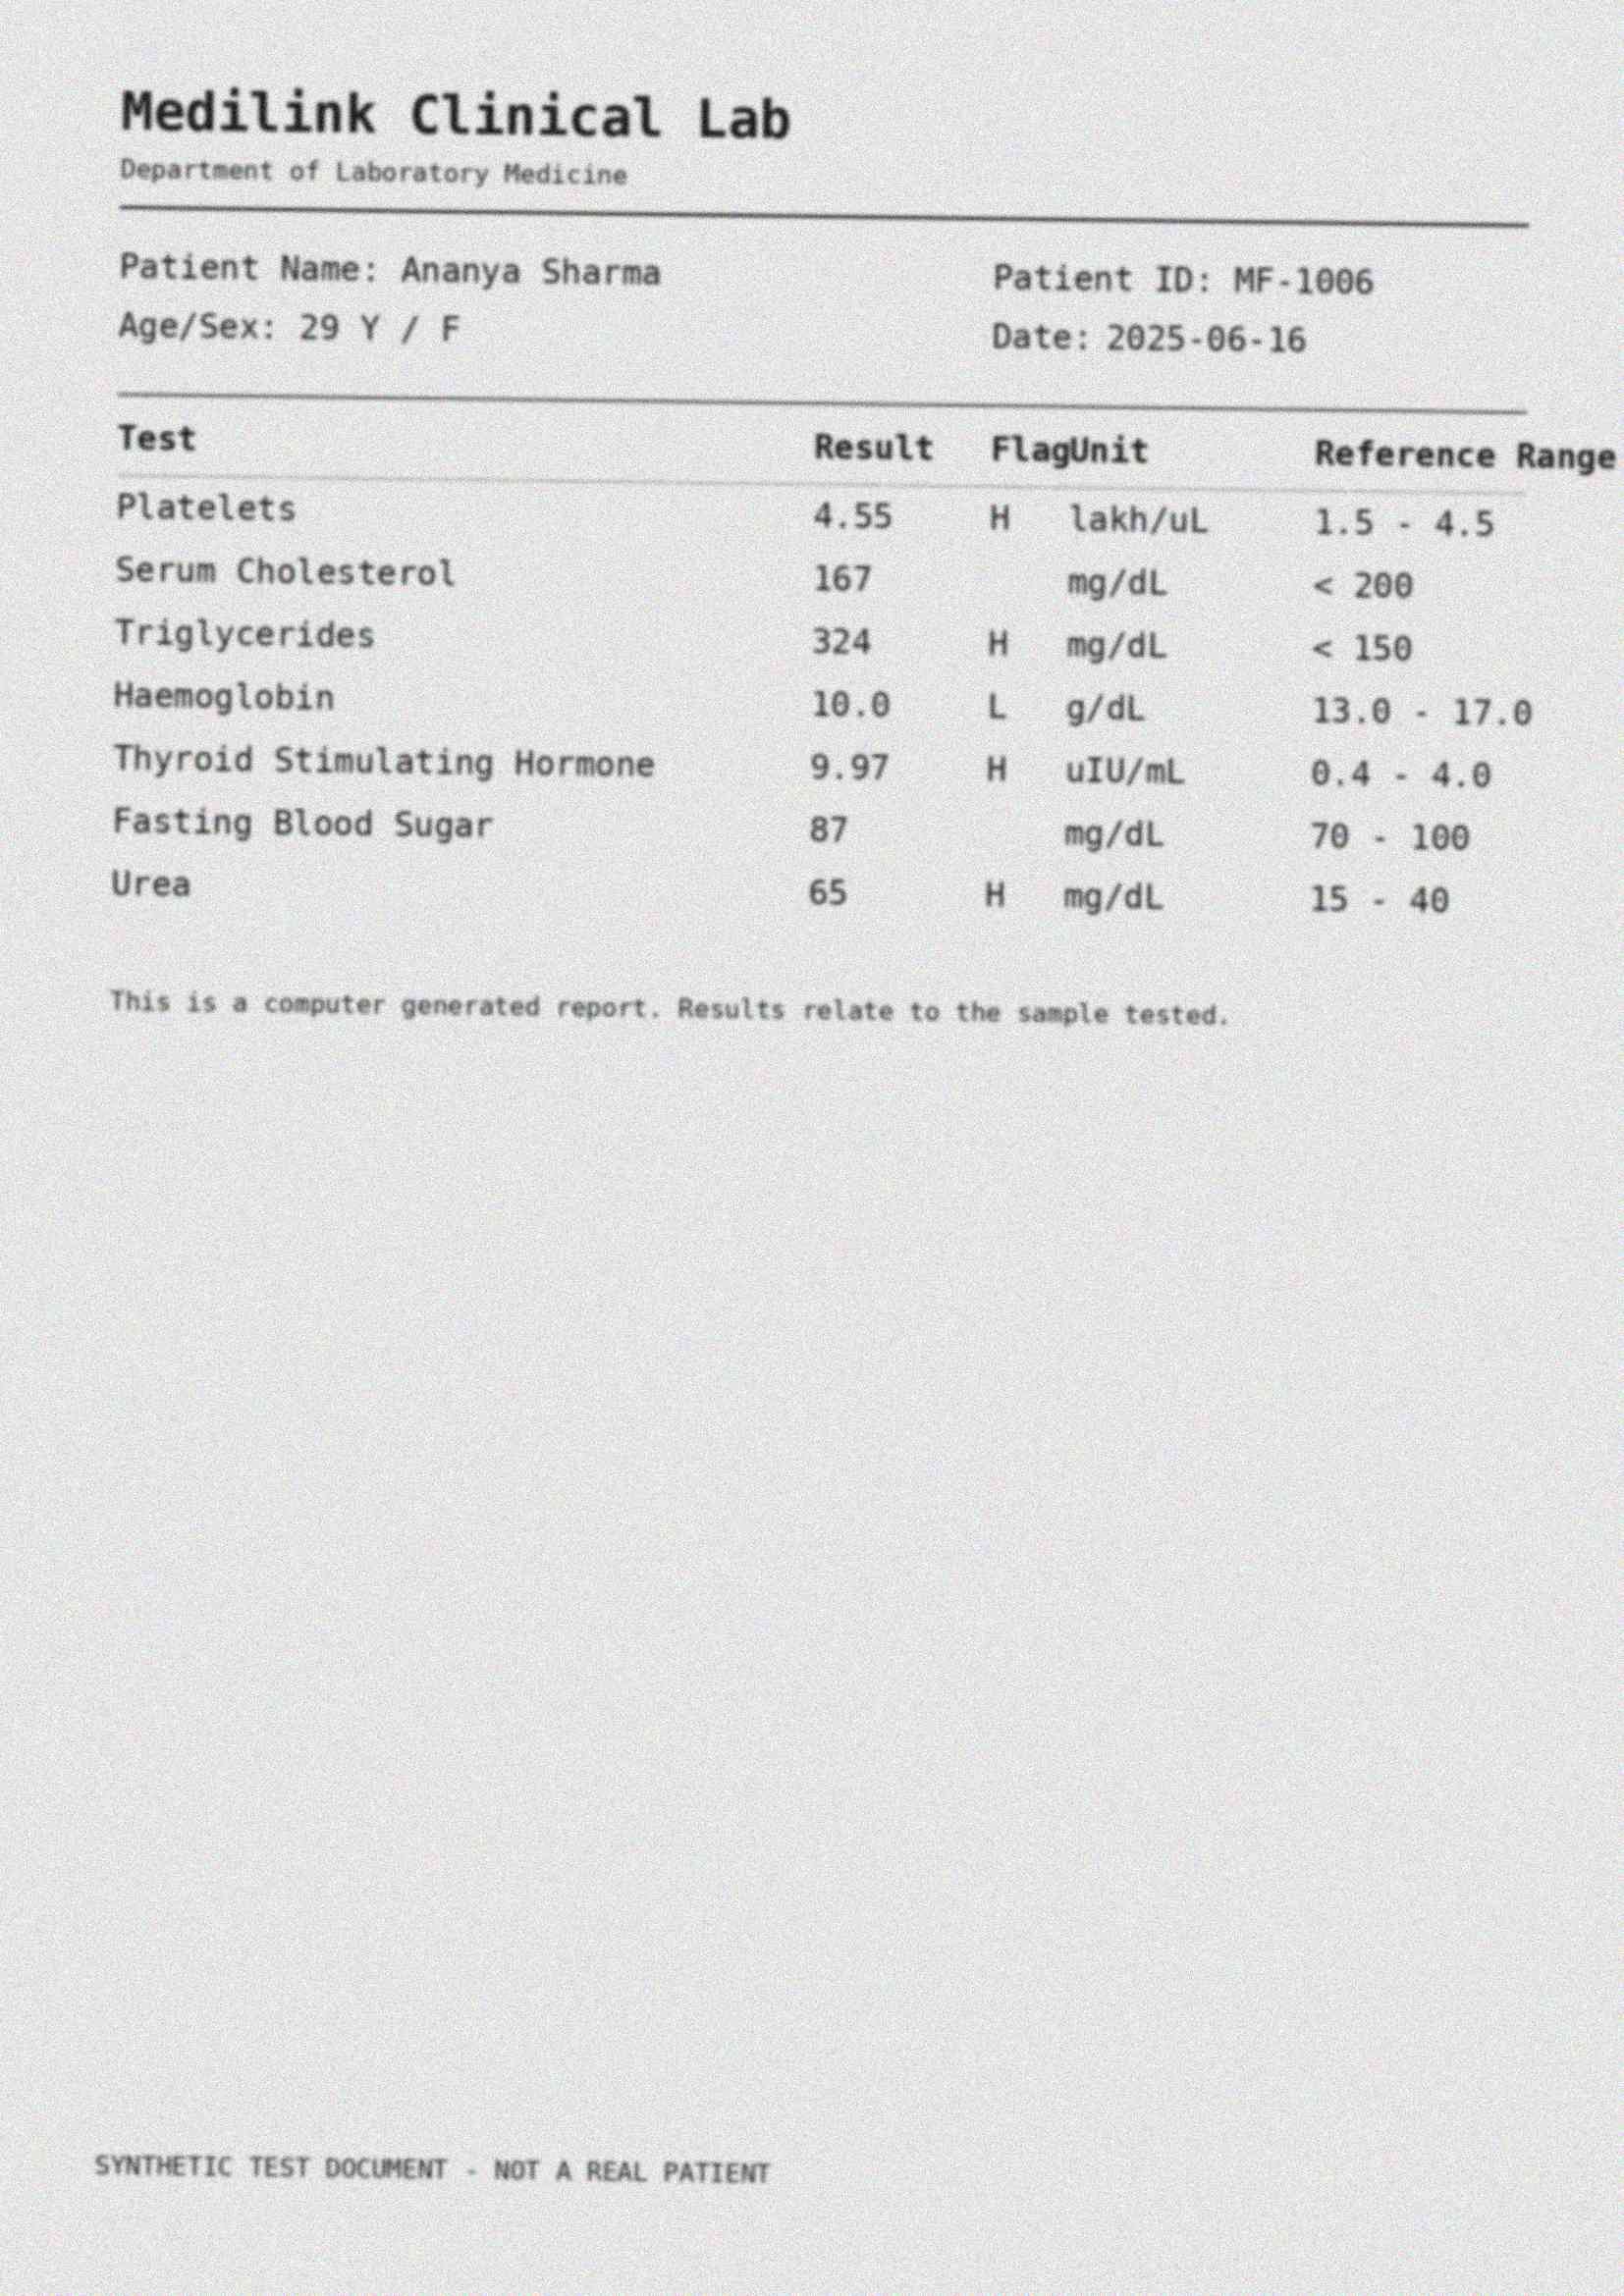 Medilink Clinical Lab
Department of Laboratory Medicine
Patient Name: Ananya Sharma Patient ID: MF-1006
Age/Sex: 29 Y / F Date: 2025-06-16
Test Result Flag Unit Reference Range
Platelets 4.55 H lakh/uL 1.5 - 4.5
Serum Cholesterol 167 mg/dL < 200
Triglycerides 324 H mg/dL < 150
Haemoglobin 10.0 L g/dL 13.0 - 17.0
Thyroid Stimulating Hormone 9.97 H uIU/mL 0.4 - 4.0
Fasting Blood Sugar 87 mg/dL 70 - 100
Urea 65 H mg/dL 15 - 40
This is a computer generated report. Results relate to the sample tested.
SYNTHETIC TEST DOCUMENT - NOT A REAL PATIENT